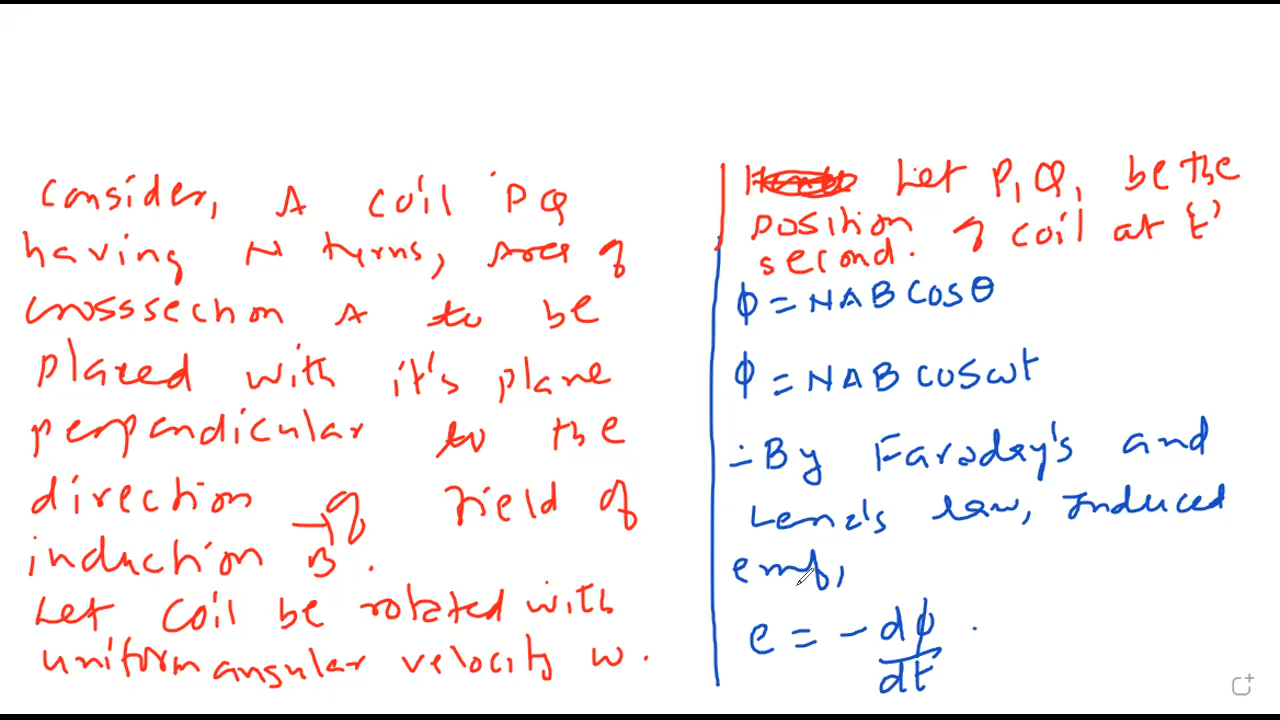 Consider, A coil PQ
having N turns, Area of
crosssection A to be
placed with it's plane
perpendicular to the
direction of field of
induction B.
Let coil be rotated with
uniform angular velocity w.
Let P, Q, be the
position of coil at 't'
second.
ϕ = NAB COSθ
ϕ = NAB COSωt
∴ By Faraday's and
Lenz's law, Induced
emf,
e = -dϕ/dt.